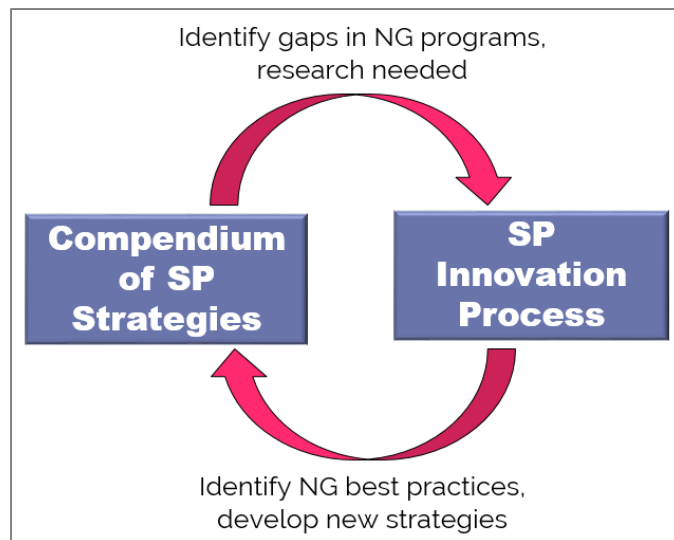 Identify gaps in NG programs,
research needed
Compendium
of SP
Strategies
SP
Innovation
Process
Identify NG best practices,
develop new strategies